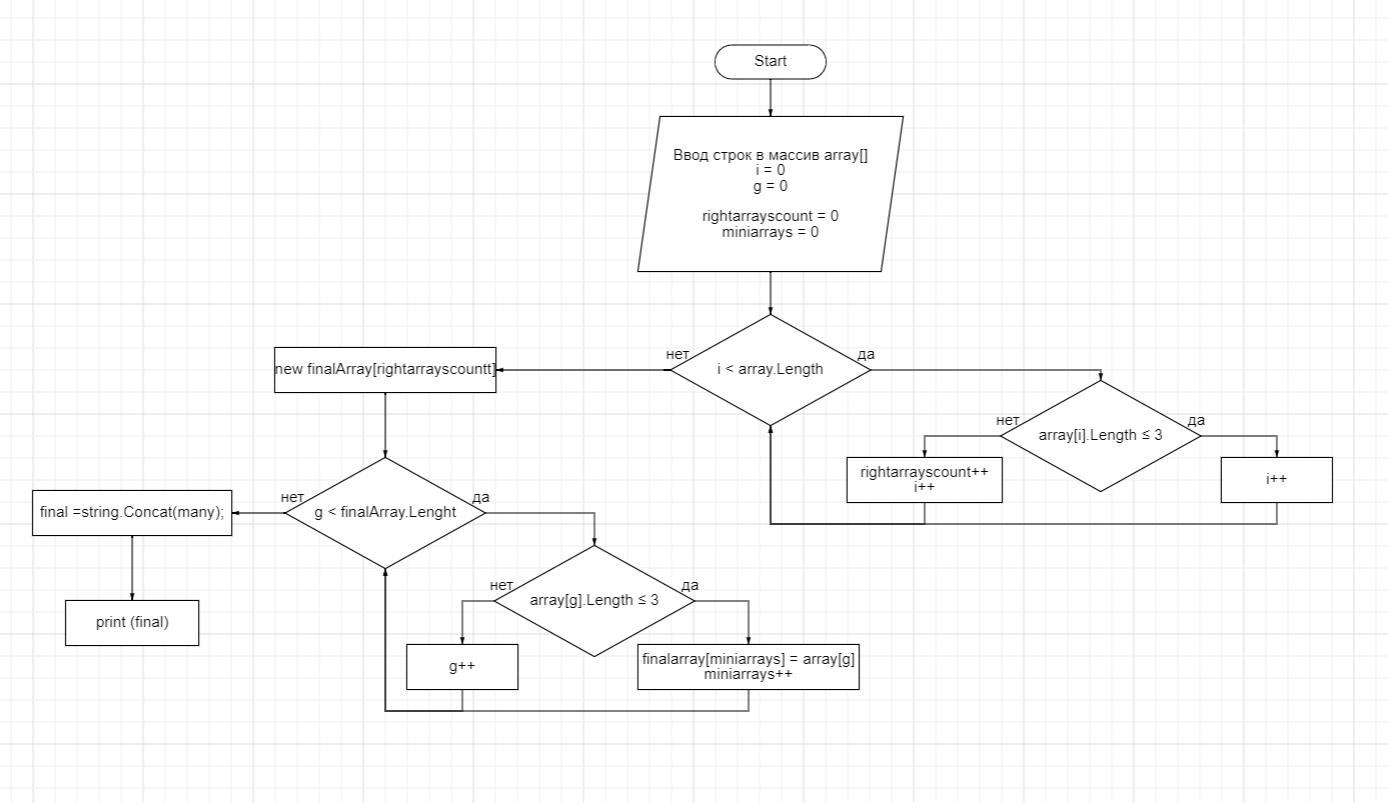 Start
Ввод строк в массив array[]
i = 0
g = 0
rightarrayscount = 0
miniarrays = 0
i < array.Length
нет
да
new finalArray[rightarrayscountt]
array[i].Length ≤ 3
нет
да
rightarrayscount++
i++
i++
g < finalArray.Lenght
нет
да
final =string.Concat(many);
print (final)
array[g].Length ≤ 3
нет
да
g++
finalarray[miniarrays] = array[g]
miniarrays++